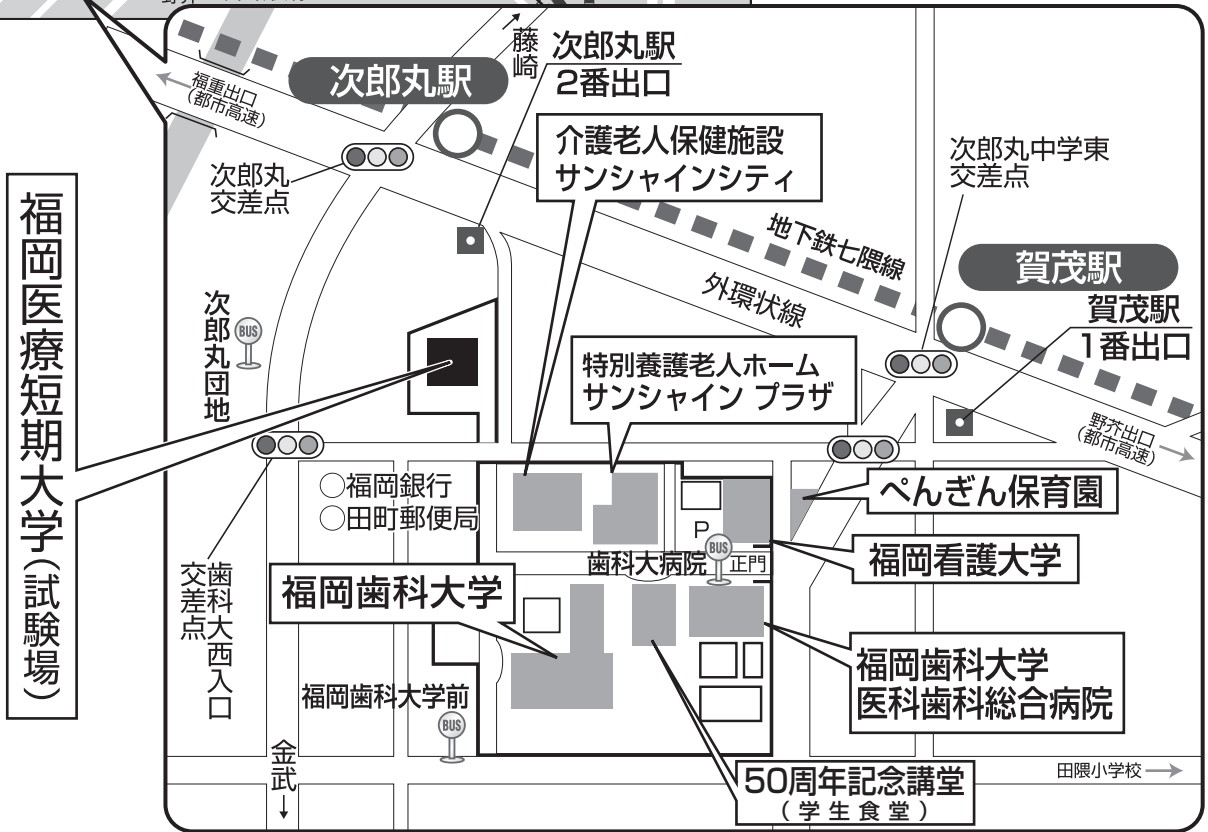 藤崎
次郎丸駅
次郎丸駅
2番出口
福重出口
(都市高速)
次郎丸
交差点
介護老人保健施設
サンシャインシティ
次郎丸中学東
交差点
地下鉄七隈線
外環状線
賀茂駅
賀茂駅
1番出口
福岡医療短期大学(試験場)
次郎丸団地
BUS
特別養護老人ホーム
サンシャイン プラザ
野芥出口
(都市高速)
○福岡銀行
○田町郵便局
ぺんぎん保育園
P
歯科大病院
BUS
正門
福岡看護大学
福岡歯科大学
歯科大西入口
交差点
福岡歯科大学
医科歯科総合病院
福岡歯科大学前
BUS
金武
50周年記念講堂
(学生食堂)
田隈小学校